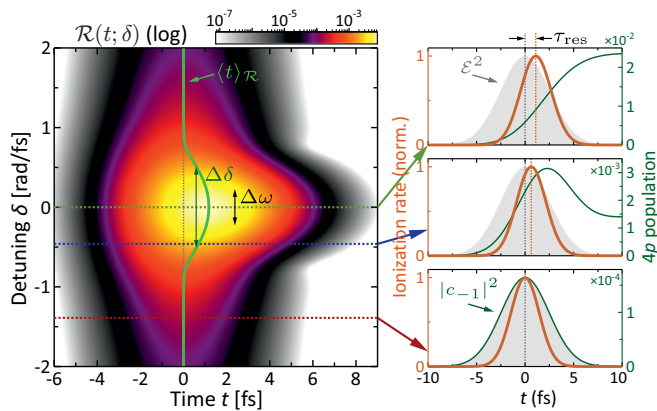 ℛ(t; δ) (log)
10⁻⁷ 10⁻⁵ 10⁻³
Detuning δ [rad/fs]
2
1
0
-1
-2
⟨t⟩ℛ
Δδ
Δω
-6 -4 -2 0 2 4 6 8
Time t [fs]
τres
ℰ²
×10⁻²
1
0
2
1
0
Ionization rate (norm.)
×10⁻³
1
0
3
2
1
0
4p population
|c₋₁|²
×10⁻⁴
1
0
1
0
-10 -5 0 5 10
t (fs)